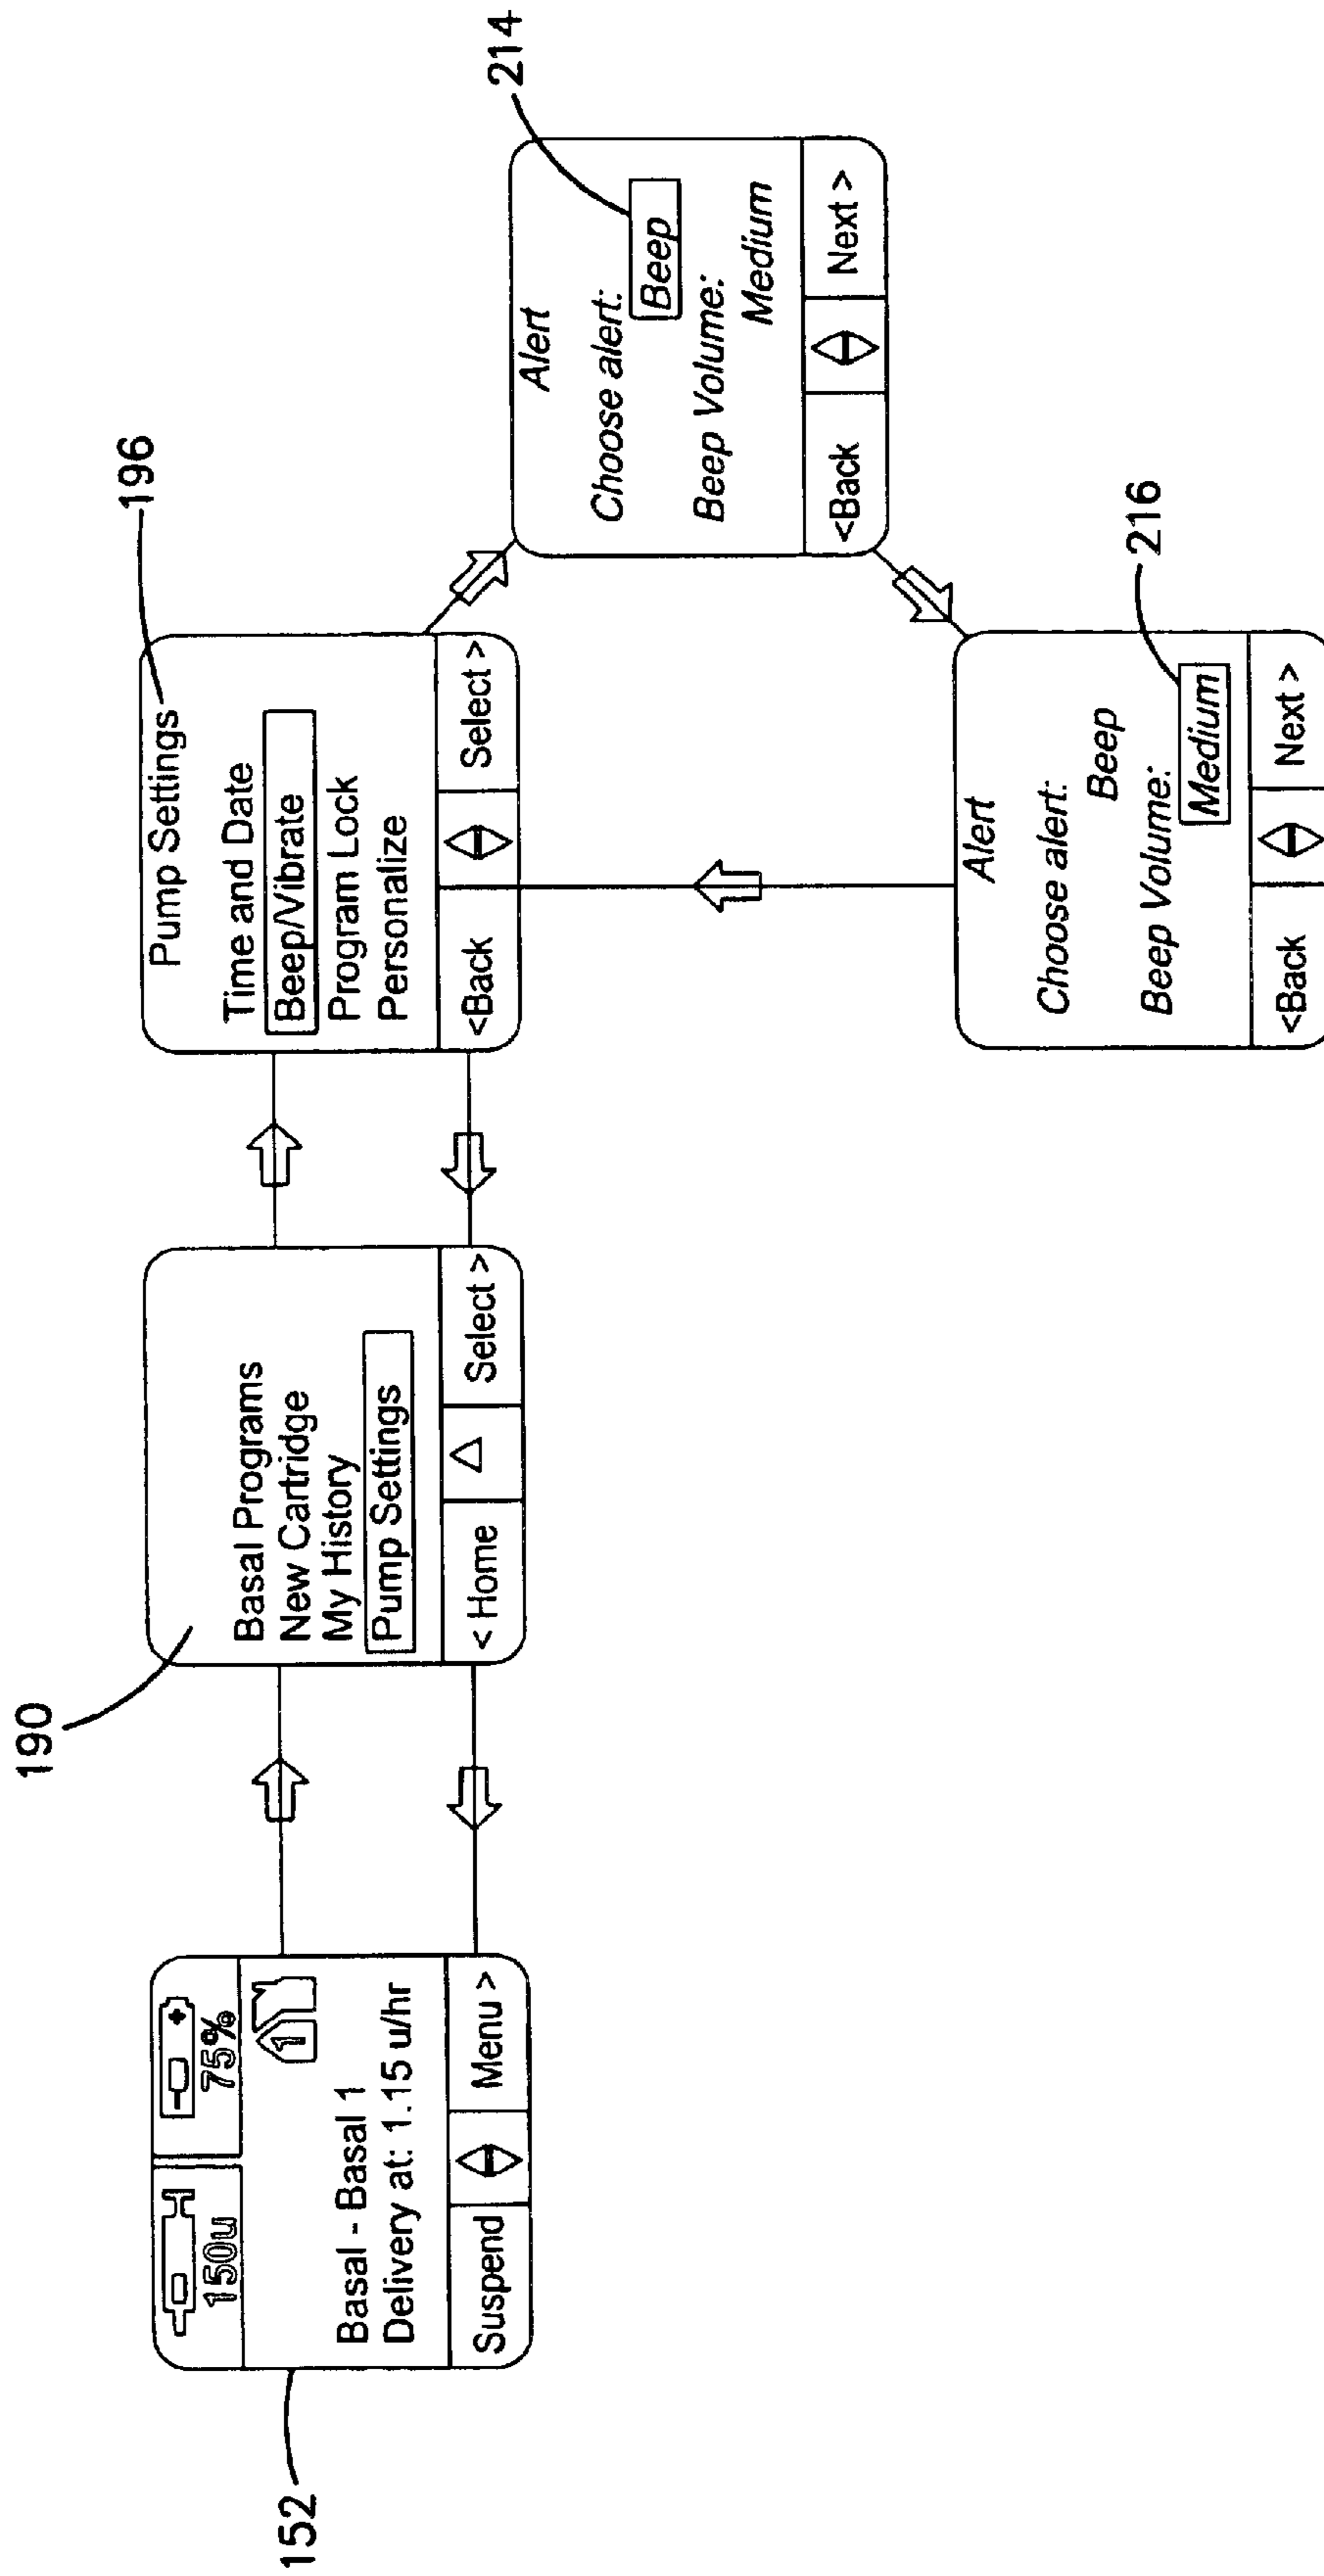 152
150u
75%
1
Basal - Basal 1
Delivery at: 1.15 u/hr
Suspend
Menu >
190
Basal Programs
New Cartridge
My History
Pump Settings
< Home
Select >
196
Pump Settings
Time and Date
Beep/Vibrate
Program Lock
Personalize
<Back
Select >
214
Alert
Choose alert:
Beep
Beep Volume:
Medium
<Back
Next >
216
Alert
Choose alert:
Beep
Beep Volume:
Medium
<Back
Next >